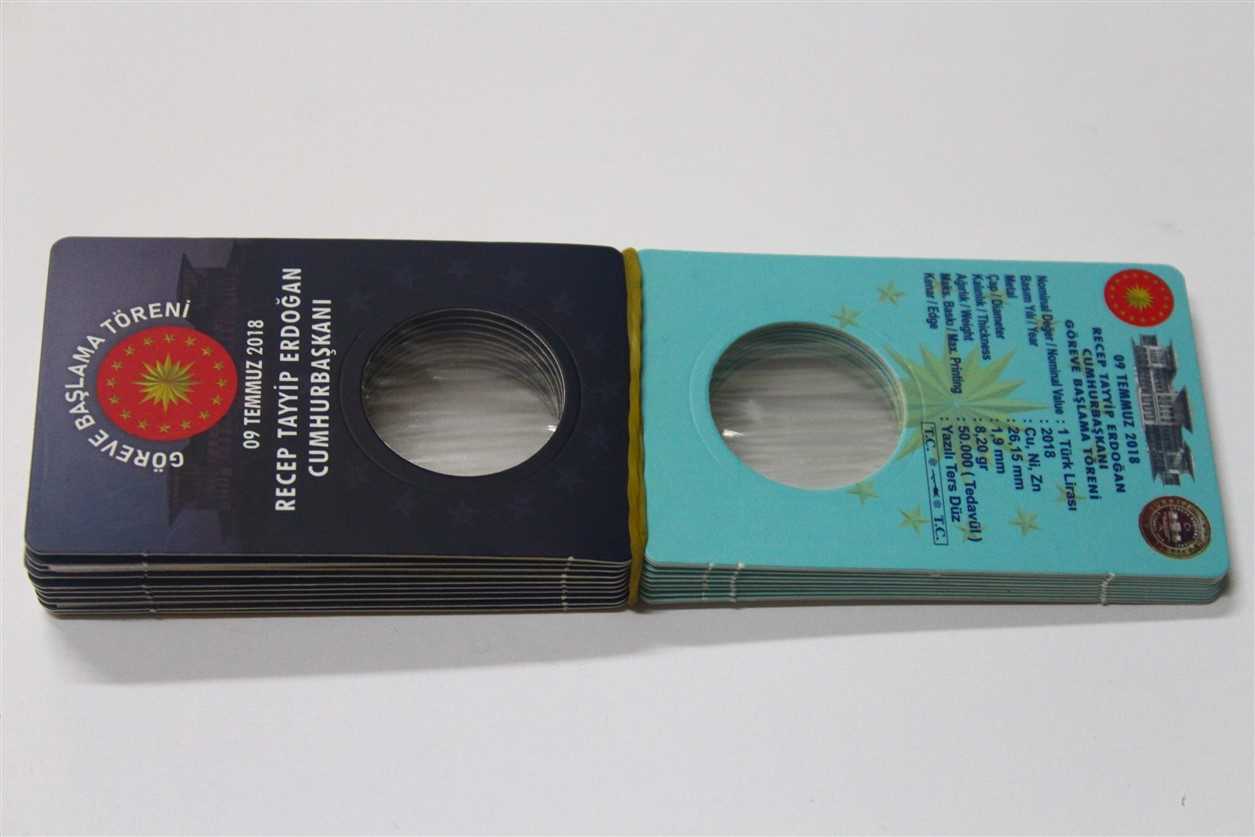 GÖREVE BAŞLAMA TÖRENİ
09 TEMMUZ 2018
RECEP TAYYİP ERDOĞAN
CUMHURBAŞKANI
09 TEMMUZ 2018
RECEP TAYYİP ERDOĞAN
CUMHURBAŞKANI
GÖREVE BAŞLAMA TÖRENİ
Nominal Değer / Nominal Value : 1 Türk Lirası
Basım Yılı / Year : 2018
Metal : Cu, Ni, Zn
Çap / Diameter : 26,15 mm
Kalınlık / Thickness : 1,9 mm
Ağırlık / Weight : 8,20 gr
Maks. Baskı / Max. Printing : 50.000 ( Tedavül )
Kenar / Edge : Yazılı Ters Düz
T.C. T.C.